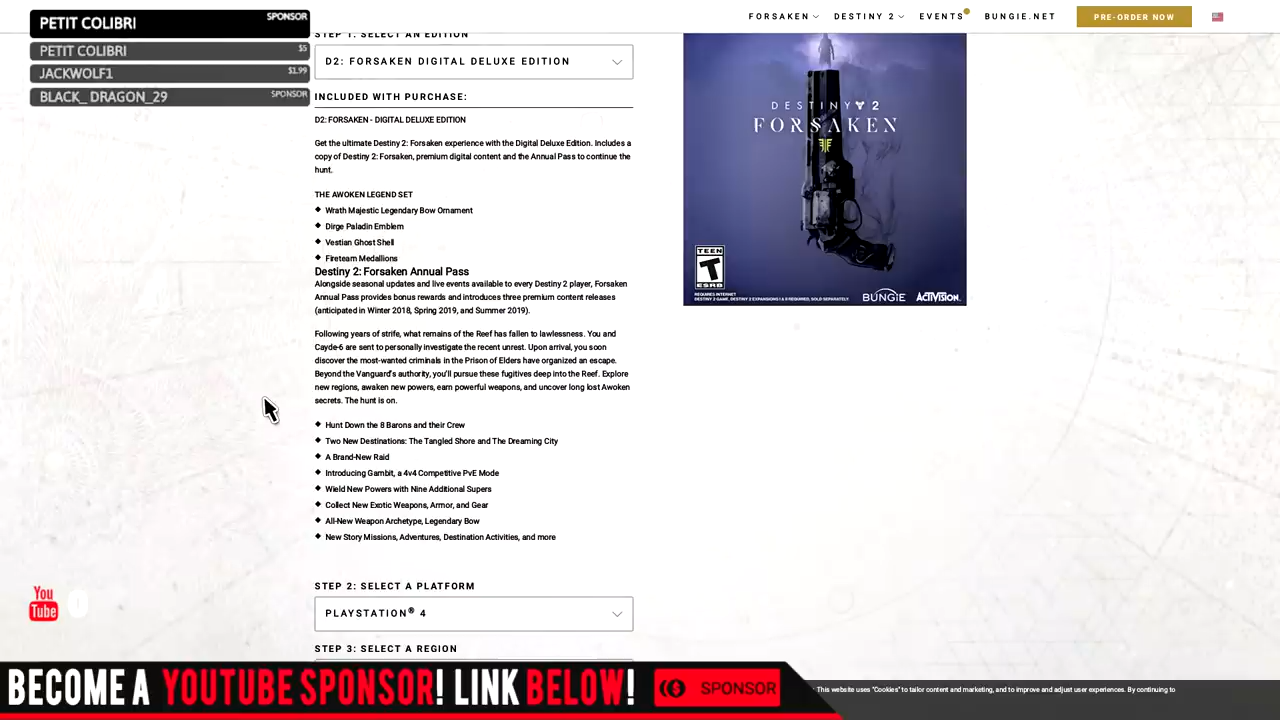 PETIT COLIBRI SPONSOR
PETIT COLIBRI $5
JACKWOLF1 $1.99
BLACK_DRAGON_29 SPONSOR
FORSAKEN DESTINY 2 EVENTS BUNGIE.NET PRE-ORDER NOW
STEP 1: SELECT AN EDITION
D2: FORSAKEN DIGITAL DELUXE EDITION
INCLUDED WITH PURCHASE:
D2: FORSAKEN - DIGITAL DELUXE EDITION
Get the ultimate Destiny 2: Forsaken experience with the Digital Deluxe Edition. Includes a
copy of Destiny 2: Forsaken, premium digital content and the Annual Pass to continue the
hunt.
THE AWOKEN LEGEND SET
Wrath Majestic Legendary Bow Ornament
Dirge Paladin Emblem
Vestian Ghost Shell
Fireteam Medallions
Destiny 2: Forsaken Annual Pass
Alongside seasonal updates and live events available to every Destiny 2 player, Forsaken
Annual Pass provides bonus rewards and introduces three premium content releases
(anticipated in Winter 2018, Spring 2019, and Summer 2019).
Following years of strife, what remains of the Reef has fallen to lawlessness. You and
Cayde-6 are sent to personally investigate the recent unrest. Upon arrival, you soon
discover the most-wanted criminals in the Prison of Elders have organized an escape.
Beyond the Vanguard's authority, you'll pursue these fugitives deep into the Reef. Explore
new regions, awaken new powers, earn powerful weapons, and uncover long lost Awoken
secrets. The hunt is on.
Hunt Down the 8 Barons and their Crew
Two New Destinations: The Tangled Shore and The Dreaming City
A Brand-New Raid
Introducing Gambit, a 4v4 Competitive PvE Mode
Wield New Powers with Nine Additional Supers
Collect New Exotic Weapons, Armor, and Gear
All-New Weapon Archetype, Legendary Bow
New Story Missions, Adventures, Destination Activities, and more
STEP 2: SELECT A PLATFORM
PLAYSTATION® 4
STEP 3: SELECT A REGION
DESTINY 2
FORSAKEN
TEEN
T
ESRB
REQUIRES INTERNET
DESTINY 2 GAME, DESTINY 2 EXPANSIONS I & II REQUIRED, SOLD SEPARATELY
BUNGIE ACTIVISION
You
Tube
BECOME A YOUTUBE SPONSOR! LINK BELOW! SPONSOR
This website uses "Cookies" to tailor content and marketing, and to improve and adjust user experiences. By continuing to